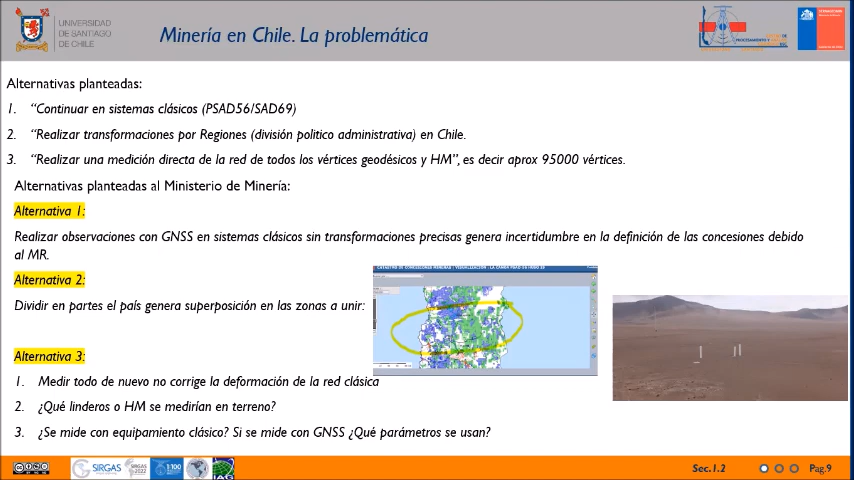 UNIVERSIDAD
DE SANTIAGO
DE CHILE
Minería en Chile. La problemática
Alternativas planteadas:
1. “Continuar en sistemas clásicos (PSAD56/SAD69)
2. “Realizar transformaciones por Regiones (división politico administrativa) en Chile.
3. “Realizar una medición directa de la red de todos los vértices geodésicos y HM”, es decir aprox 95000 vértices.
Alternativas planteadas al Ministerio de Minería:
Alternativa 1:
Realizar observaciones con GNSS en sistemas clásicos sin transformaciones precisas genera incertidumbre en la definición de las concesiones debido
al MR.
Alternativa 2:
Dividir en partes el país genera superposición en las zonas a unir:
Alternativa 3:
1. Medir todo de nuevo no corrige la deformación de la red clásica
2. ¿Qué linderos o HM se medirían en terreno?
3. ¿Se mide con equipamiento clásico? Si se mide con GNSS ¿Qué parámetros se usan?
SIRGAS
SIRGAS
2022
1:100
IAG
Sec.1.2
Pag.9